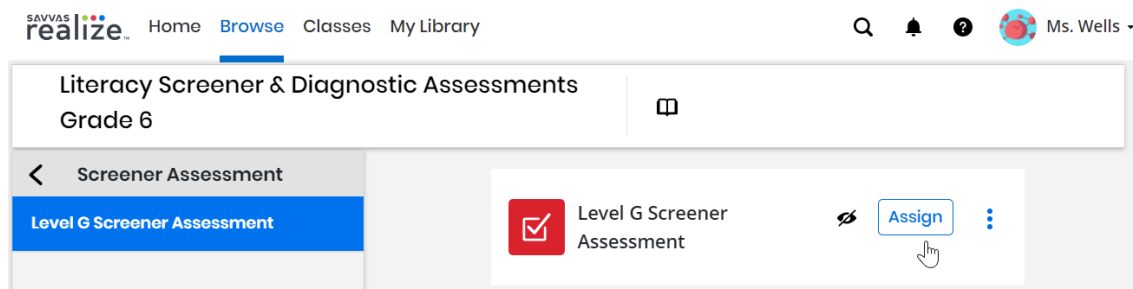 savvas
realize™ Home Browse Classes My Library Ms. Wells
Literacy Screener & Diagnostic Assessments
Grade 6
Screener Assessment
Level G Screener Assessment
Level G Screener
Assessment
Assign